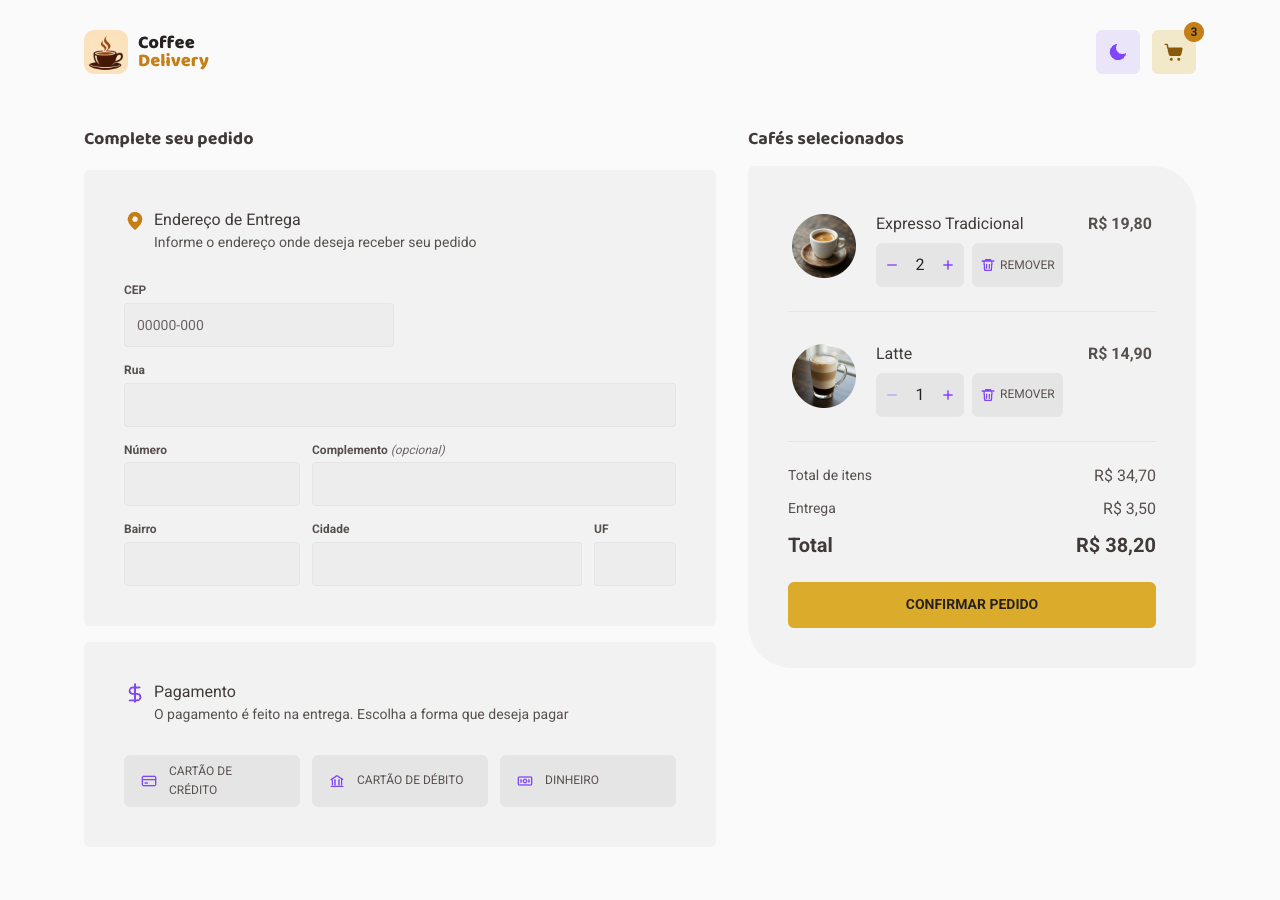 Coffee
Delivery
3
Complete seu pedido
Endereço de Entrega
Informe o endereço onde deseja receber seu pedido
CEP
00000-000
Rua
Número
Complemento (opcional)
Bairro
Cidade
UF
Pagamento
O pagamento é feito na entrega. Escolha a forma que deseja pagar
CARTÃO DE
CRÉDITO
CARTÃO DE DÉBITO
DINHEIRO
Cafés selecionados
Expresso Tradicional
R$ 19,80
2
REMOVER
Latte
R$ 14,90
1
REMOVER
Total de itens
R$ 34,70
Entrega
R$ 3,50
Total
R$ 38,20
CONFIRMAR PEDIDO